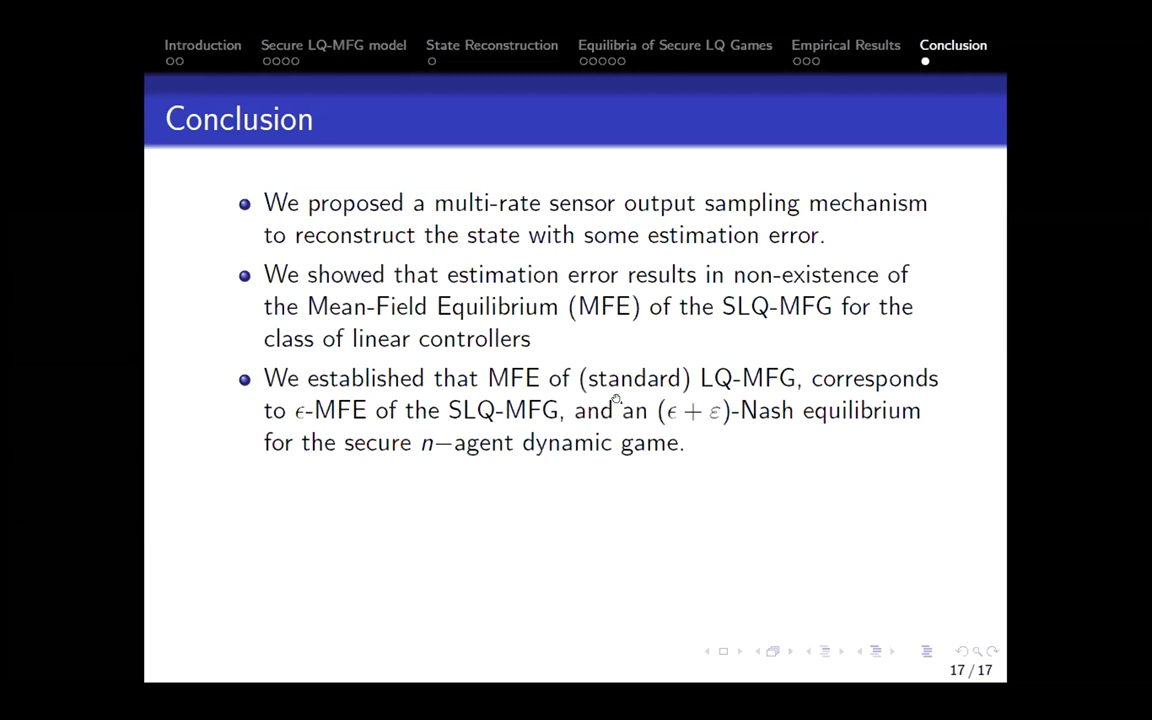 Introduction Secure LQ-MFG model State Reconstruction Equilibria of Secure LQ Games Empirical Results Conclusion
Conclusion
We proposed a multi-rate sensor output sampling mechanism
to reconstruct the state with some estimation error.
We showed that estimation error results in non-existence of
the Mean-Field Equilibrium (MFE) of the SLQ-MFG for the
class of linear controllers
We established that MFE of (standard) LQ-MFG, corresponds
to ϵ-MFE of the SLQ-MFG, and an (ϵ + ε)-Nash equilibrium
for the secure n−agent dynamic game.
17 / 17